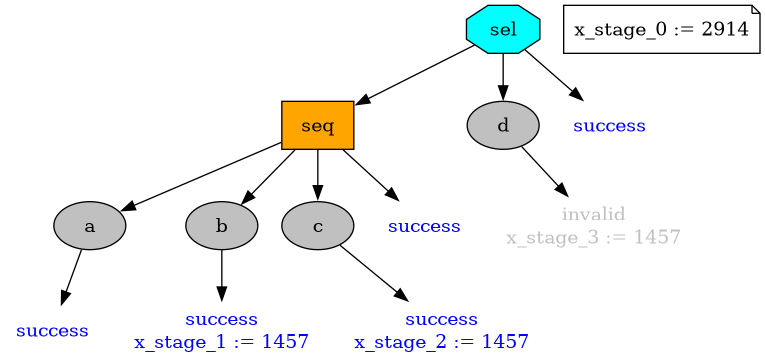 sel
x_stage_0 := 2914
seq
d
success
a
b
c
success
invalid
x_stage_3 := 1457
success
success
x_stage_1 := 1457
success
x_stage_2 := 1457